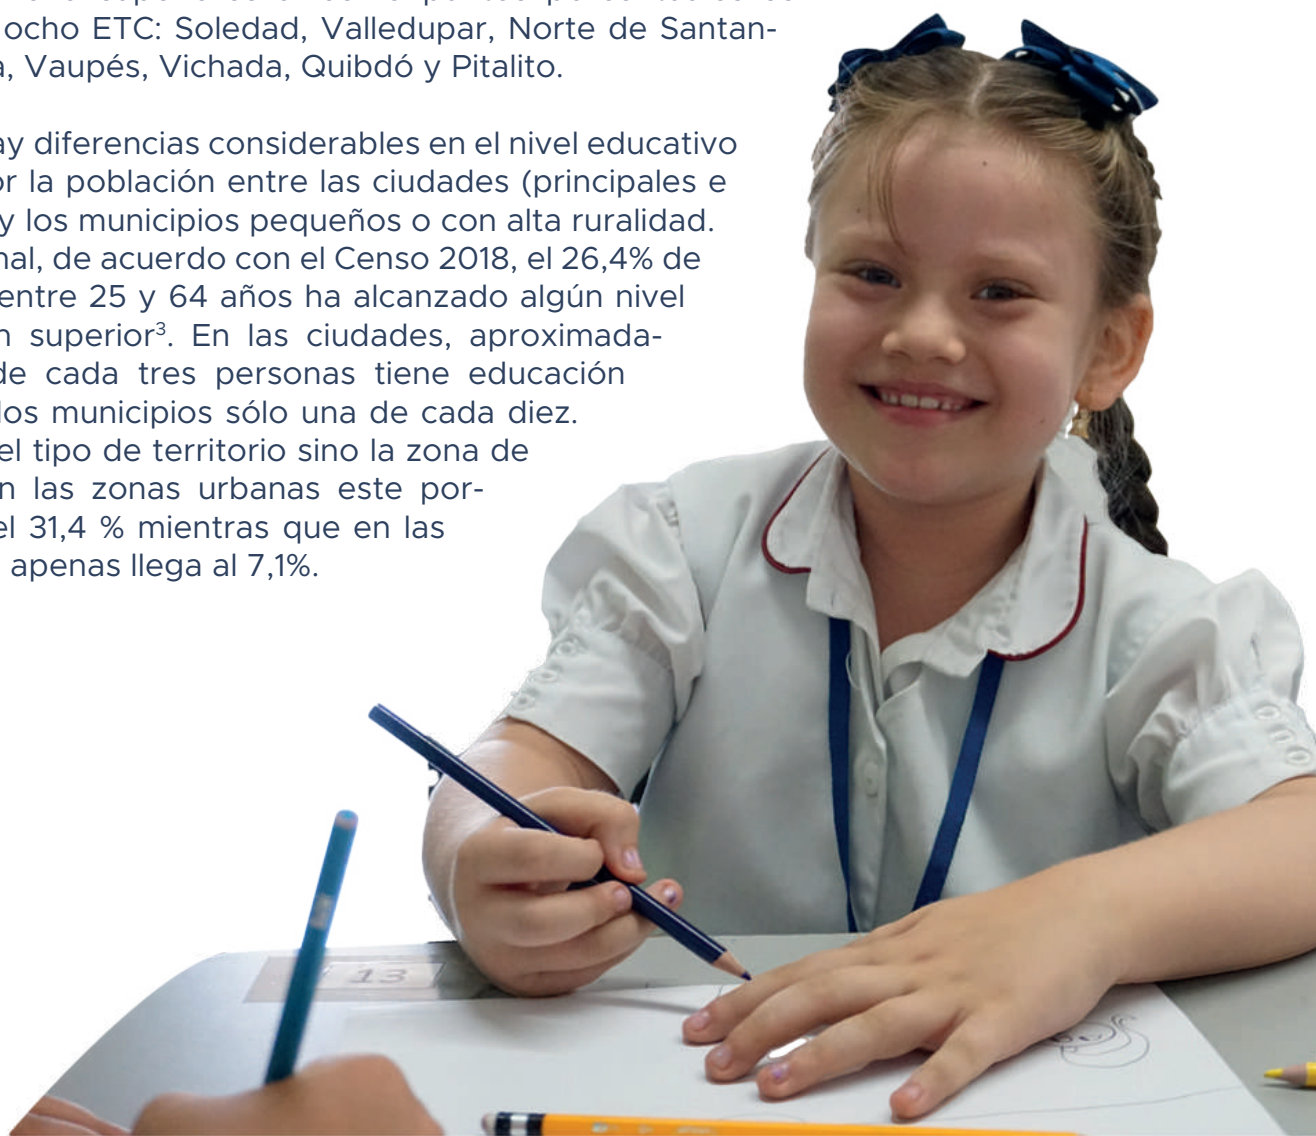 ocho ETC: Soledad, Valledupar, Norte de Santan-
a, Vaupés, Vichada, Quibdó y Pitalito.
ay diferencias considerables en el nivel educativo
or la población entre las ciudades (principales e
y los municipios pequeños o con alta ruralidad.
nal, de acuerdo con el Censo 2018, el 26,4% de
entre 25 y 64 años ha alcanzado algún nivel
n superior³. En las ciudades, aproximada-
de cada tres personas tiene educación
los municipios sólo una de cada diez.
el tipo de territorio sino la zona de
n las zonas urbanas este por-
el 31,4 % mientras que en las
apenas llega al 7,1%.
13